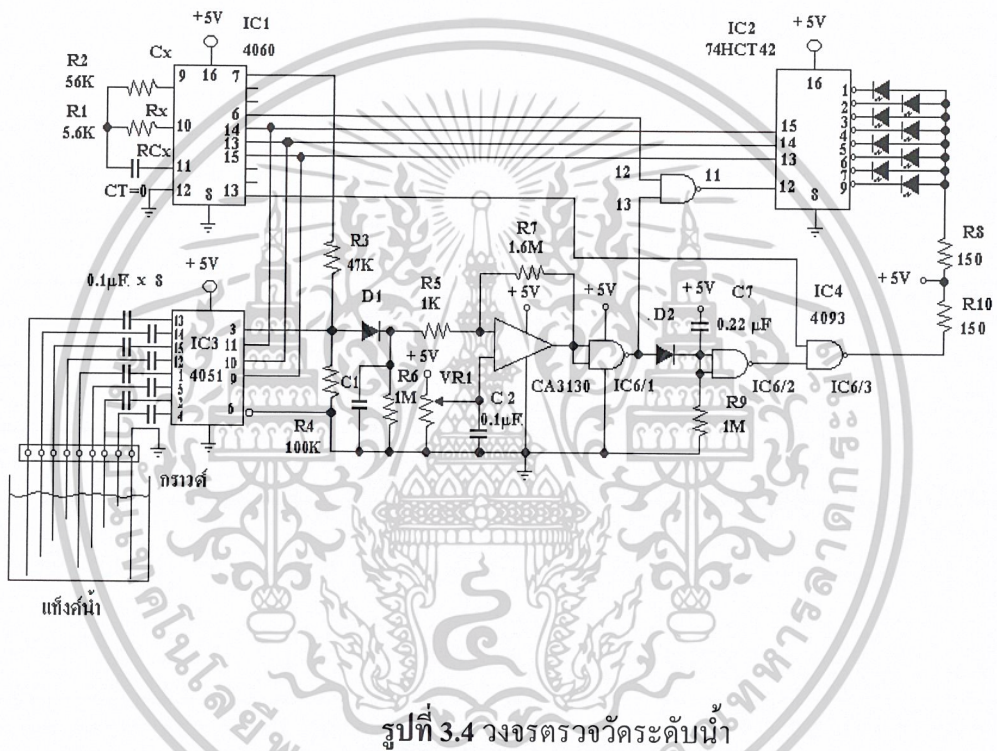 +5V
IC1
4060
Cx
R2
56K
9
16
7
R1
5.6K
Rx
10
6
14
13
15
RCx
11
CT=0
12
8
13
IC2
74HCT42
+5V
16
1
2
3
4
5
6
7
9
15
14
13
12
8
12
13
11
R8
150
+5V
R10
150
R3
47K
R7
1.6M
R5
1K
+5V
+5V
+5V
C7
0.22 µF
IC4
4093
D1
D2
0.1µF. x 8
+5V
13
14
15
12
1
5
2
4
IC3
4051
3
11
10
9
6
8
C1
R4
100K
R6
1M
+5V
VR1
C2
0.1µF.
CA3130
IC6/1
IC6/2
IC6/3
R9
1M
กราวด์
แท็งค์น้ำ
รูปที่ 3.4 วงจรตรวจวัดระดับน้ำ